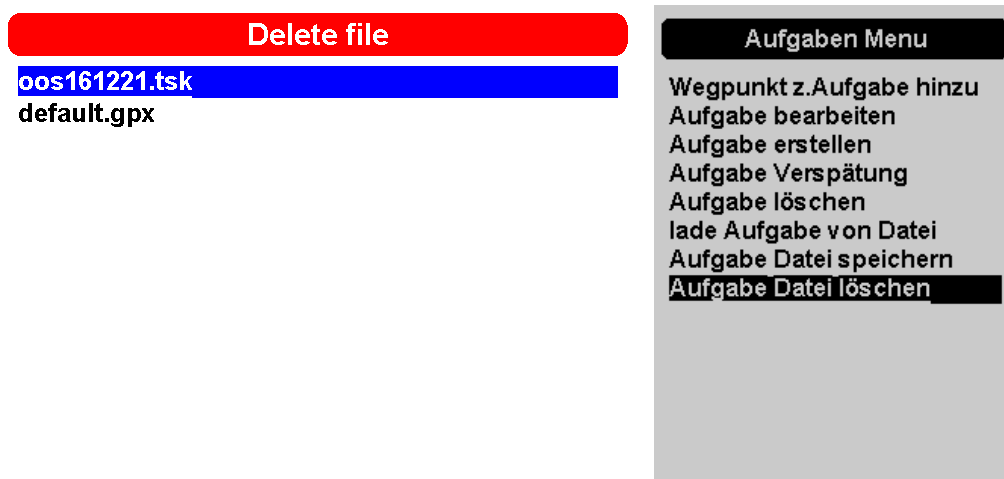 Delete file
oos161221.tsk
default.gpx
Aufgaben Menu
Wegpunkt z.Aufgabe hinzu
Aufgabe bearbeiten
Aufgabe erstellen
Aufgabe Verspätung
Aufgabe löschen
lade Aufgabe von Datei
Aufgabe Datei speichern
Aufgabe Datei löschen